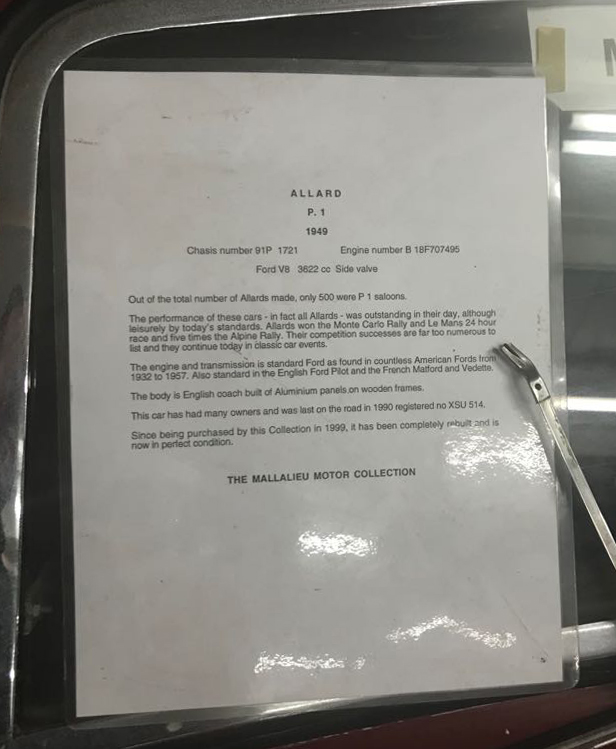 ALLARD
P. 1
1949
Chasis number 91P 1721 Engine number B 18F707495
Ford V8 3622 cc Side valve
Out of the total number of Allards made, only 500 were P 1 saloons.
The performance of these cars - in fact all Allards - was outstanding in their day, although
leisurely by today's standards. Allards won the Monte Carlo Rally and Le Mans 24 hour
race and five times the Alpine Rally. Their competition successes are far too numerous to
list and they continue today in classic car events.
The engine and transmission is standard Ford as found in countless American Fords from
1932 to 1957. Also standard in the English Ford Pilot and the French Matford and Vedette.
The body is English coach built of Aluminium panels on wooden frames.
This car has had many owners and was last on the road in 1990 registered no XSU 514.
Since being purchased by this Collection in 1999, it has been completely rebuilt and is
now in perfect condition.
THE MALLALIEU MOTOR COLLECTION